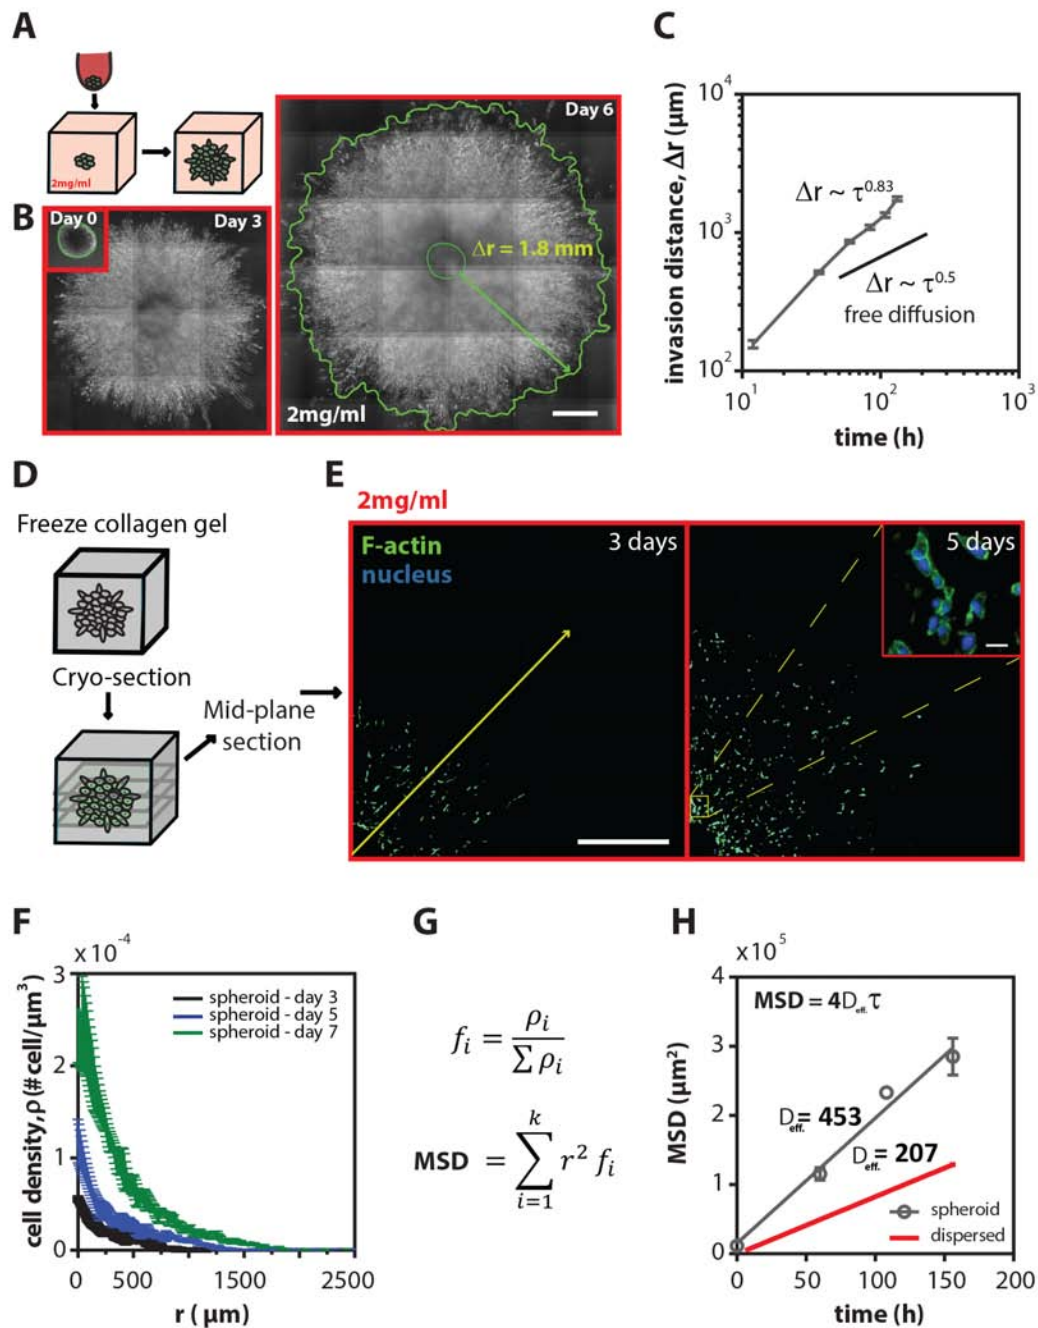 A
2mg/ml
B
Day 0
Day 3
Day 6
Δr = 1.8 mm
2mg/ml
C
invasion distance, Δr (μm)
10⁴
10³
10²
Δr ~ τ^0.83
Δr ~ τ^0.5
free diffusion
10¹
10²
10³
time (h)
D
Freeze collagen gel
Cryo-section
Mid-plane
section
E
2mg/ml
F-actin
nucleus
3 days
5 days
F
x 10⁻⁴
cell density,ρ (# cell/μm³)
3
2
1
0
spheroid - day 3
spheroid - day 5
spheroid - day 7
0
500
1500
2500
r ( μm)
G
f_i = ρ_i / ∑ ρ_i
MSD = ∑_{i=1}^{k} r² f_i
H
x 10⁵
MSD (μm²)
4
3
2
1
0
MSD = 4D_eff. τ
D_eff. = 453
D_eff. = 207
spheroid
dispersed
0
50
100
150
200
time (h)